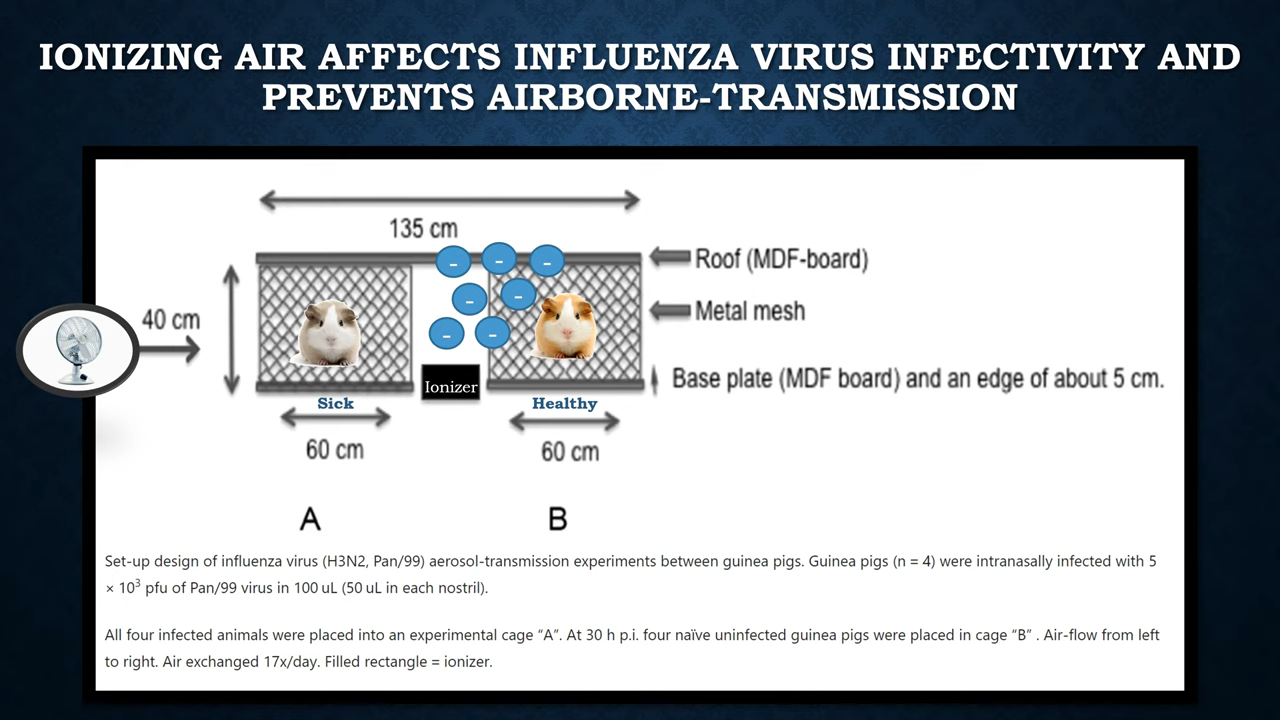 IONIZING AIR AFFECTS INFLUENZA VIRUS INFECTIVITY AND
PREVENTS AIRBORNE-TRANSMISSION
135 cm
Roof (MDF-board)
Metal mesh
40 cm
Base plate (MDF board) and an edge of about 5 cm.
Ionizer
Sick
Healthy
60 cm
60 cm
A
B
Set-up design of influenza virus (H3N2, Pan/99) aerosol-transmission experiments between guinea pigs. Guinea pigs (n = 4) were intranasally infected with 5
× 10³ pfu of Pan/99 virus in 100 uL (50 uL in each nostril).
All four infected animals were placed into an experimental cage “A”. At 30 h p.i. four naïve uninfected guinea pigs were placed in cage “B” . Air-flow from left
to right. Air exchanged 17x/day. Filled rectangle = ionizer.